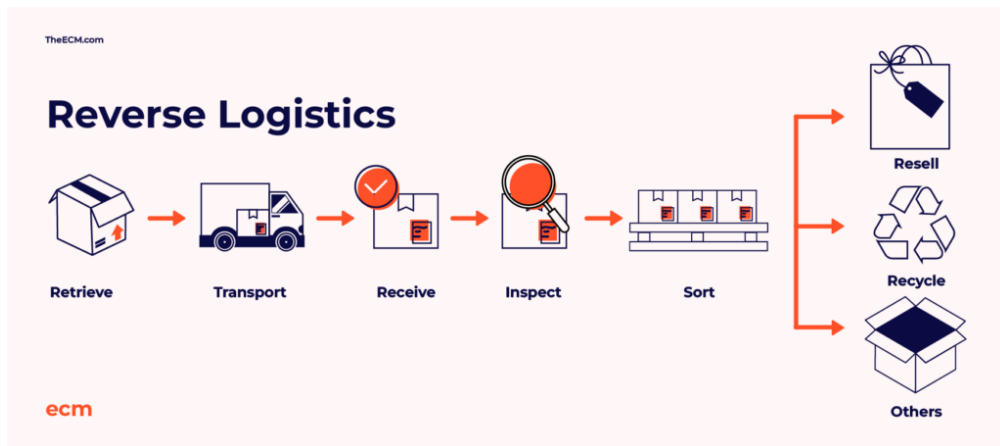 TheECM.com
Reverse Logistics
Retrieve
Transport
Receive
Inspect
Sort
Resell
Recycle
Others
ecm